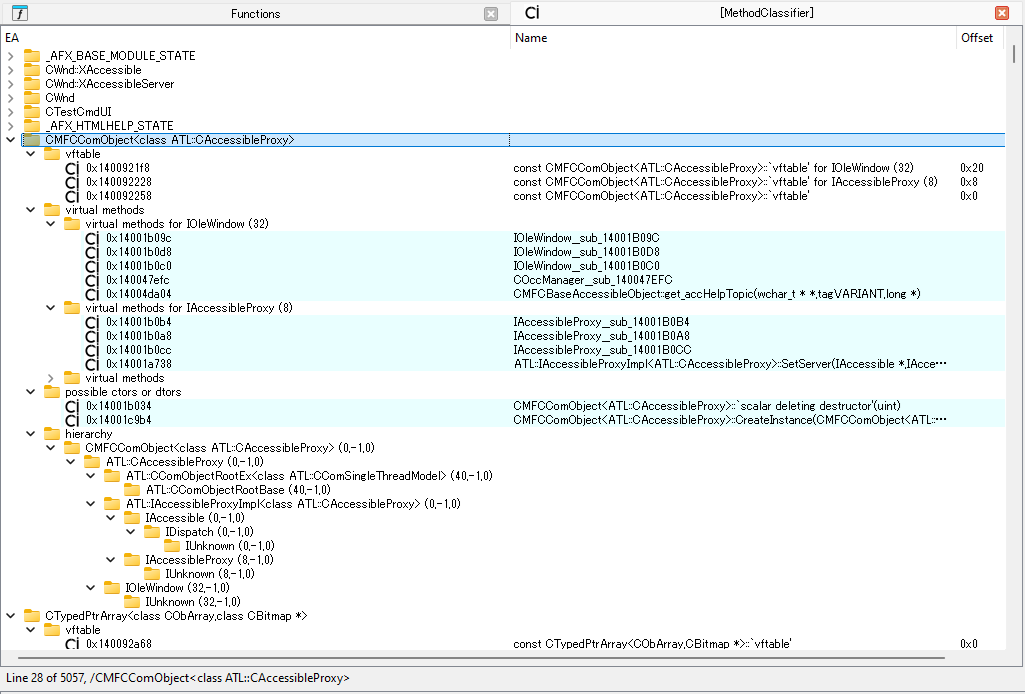 f Functions Ci [MethodClassifier]
EA Name Offset
_AFX_BASE_MODULE_STATE
CWnd::XAccessible
CWnd::XAccessibleServer
CWnd
CTestCmdUI
_AFX_HTMLHELP_STATE
CMFCComObject<class ATL::CAccessibleProxy>
vftable
Ci 0x1400921f8 const CMFCComObject<ATL::CAccessibleProxy>::`vftable' for IOleWindow (32) 0x20
Ci 0x140092228 const CMFCComObject<ATL::CAccessibleProxy>::`vftable' for IAccessibleProxy (8) 0x8
Ci 0x140092258 const CMFCComObject<ATL::CAccessibleProxy>::`vftable' 0x0
virtual methods
virtual methods for IOleWindow (32)
Ci 0x14001b09c IOleWindow__sub_14001B09C
Ci 0x14001b0d8 IOleWindow__sub_14001B0D8
Ci 0x14001b0c0 IOleWindow__sub_14001B0C0
Ci 0x140047efc COccManager__sub_140047EFC
Ci 0x14004da04 CMFCBaseAccessibleObject::get_accHelpTopic(wchar_t * *,tagVARIANT,long *)
virtual methods for IAccessibleProxy (8)
Ci 0x14001b0b4 IAccessibleProxy__sub_14001B0B4
Ci 0x14001b0a8 IAccessibleProxy__sub_14001B0A8
Ci 0x14001b0cc IAccessibleProxy__sub_14001B0CC
Ci 0x14001a738 ATL::IAccessibleProxyImpl<ATL::CAccessibleProxy>::SetServer(IAccessible *,IAcce…
virtual methods
possible ctors or dtors
Ci 0x14001b034 CMFCComObject<ATL::CAccessibleProxy>::`scalar deleting destructor'(uint)
Ci 0x14001c9b4 CMFCComObject<ATL::CAccessibleProxy>::CreateInstance(CMFCComObject<ATL::…
hierarchy
CMFCComObject<class ATL::CAccessibleProxy> (0,-1,0)
ATL::CAccessibleProxy (0,-1,0)
ATL::CComObjectRootEx<class ATL::CComSingleThreadModel> (40,-1,0)
ATL::CComObjectRootBase (40,-1,0)
ATL::IAccessibleProxyImpl<class ATL::CAccessibleProxy> (0,-1,0)
IAccessible (0,-1,0)
IDispatch (0,-1,0)
IUnknown (0,-1,0)
IAccessibleProxy (8,-1,0)
IUnknown (8,-1,0)
IOleWindow (32,-1,0)
IUnknown (32,-1,0)
CTypedPtrArray<class CObArray,class CBitmap *>
vftable
Ci 0x140092a68 const CTypedPtrArray<CObArray,CBitmap *>::`vftable' 0x0
Line 28 of 5057, /CMFCComObject<class ATL::CAccessibleProxy>